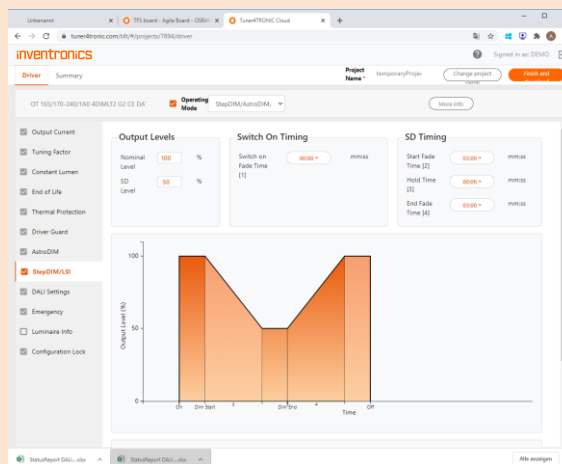 Unbenannt
TPS board - Agile Board - OSRA
Tuner4TRONIC Cloud
tuner4tronic.com/t4t/#/projects/7894/driver
inventronics
Signed in as: DEMO
Driver
Summary
Project Name *
temporaryProjec
Change project name
Finish and
OT 165/170-240/1A0 4DIMLT2 G2 CE DA
Operating Mode
StepDIM/AstroDIM/
More info
Output Current
Tuning Factor
Constant Lumen
End of Life
Thermal Protection
Driver Guard
AstroDIM
StepDIM/LSI
DALI Settings
Emergency
Luminaire Info
Configuration Lock
Output Levels
Nominal Level
100
%
SD Level
50
%
Switch On Timing
Switch on Fade Time [1]
00:00
mm:ss
SD Timing
Start Fade Time [2]
03:00
mm:ss
Hold Time [3]
00:00
mm:ss
End Fade Time [4]
03:00
mm:ss
Output Level (%)
100
50
0
On
Dim Start
Dim End
4
Off
Time
StatusReport DALI....xlsx
StatusReport DALI....xlsx
Alle anzeigen